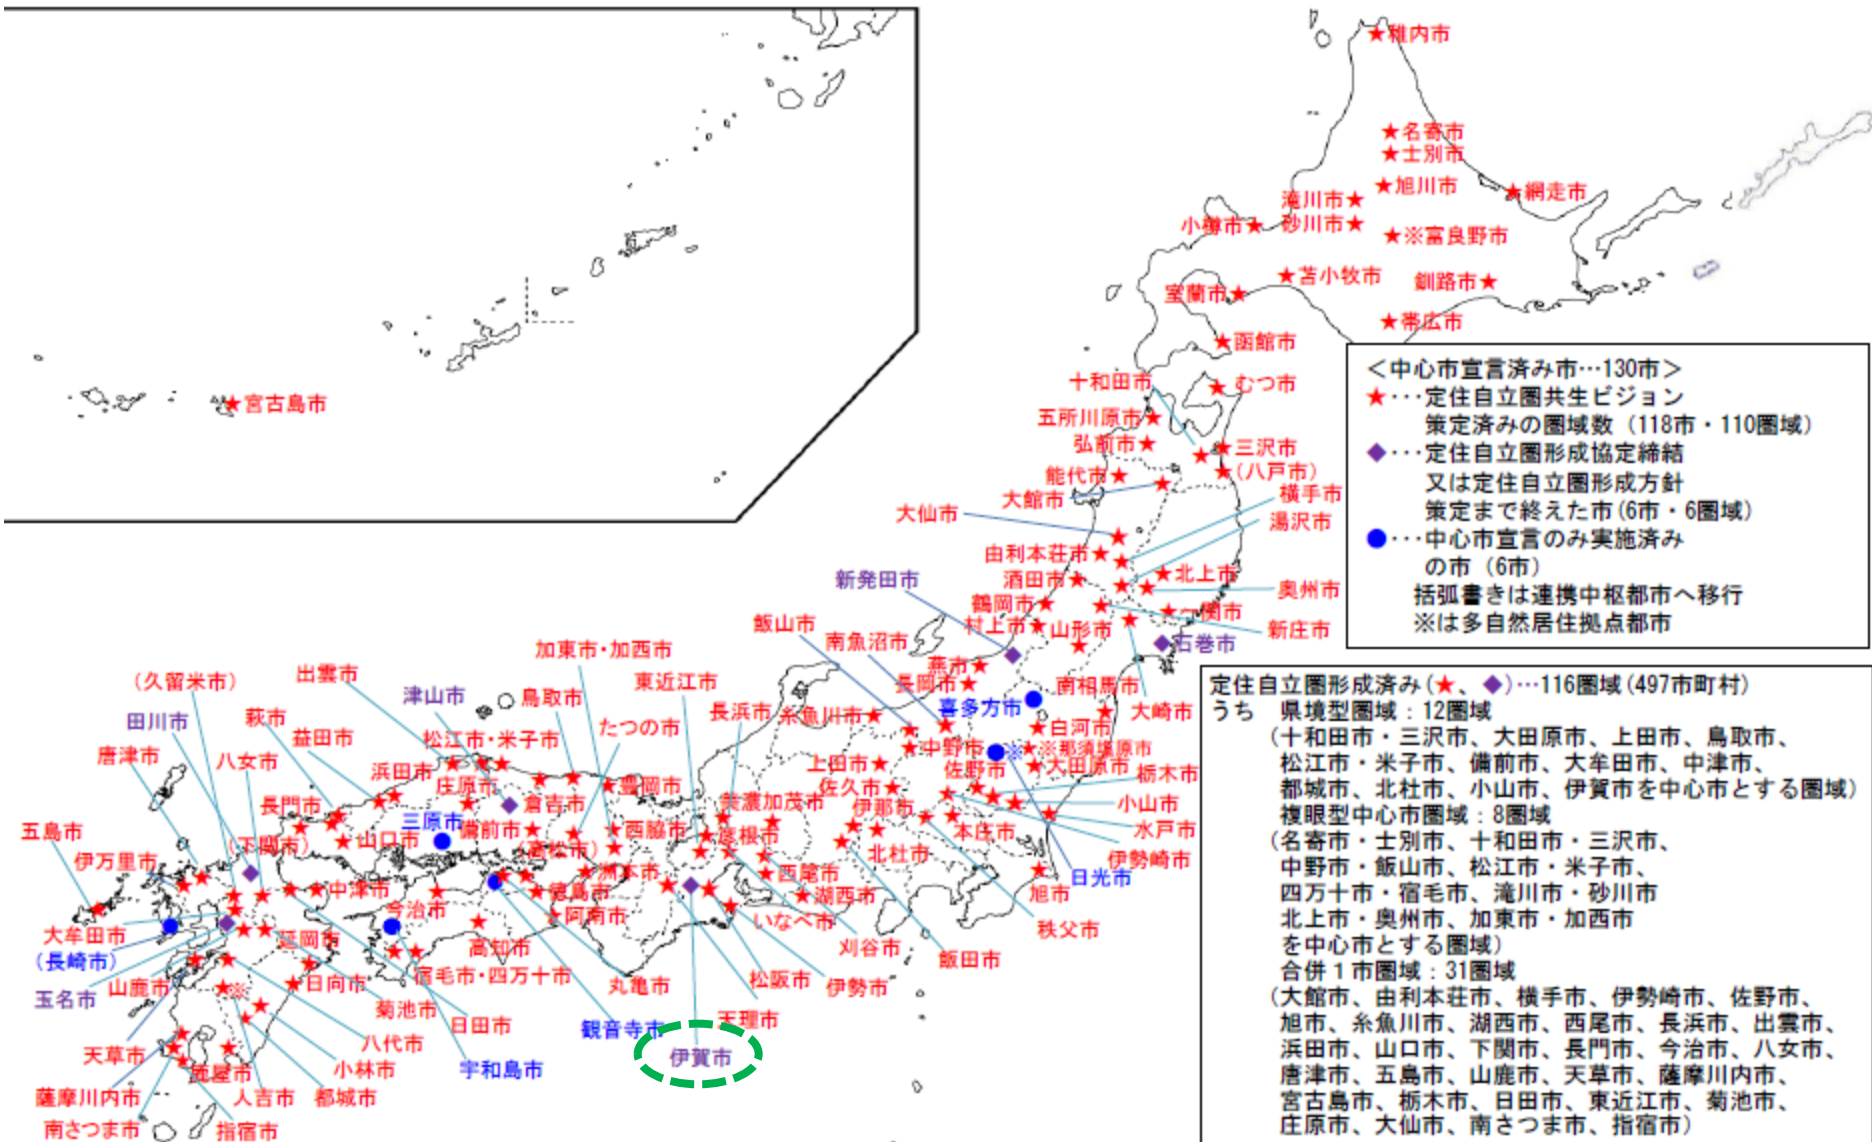 稚内市
名寄市
士別市
旭川市
網走市
滝川市
砂川市
小樽市
※富良野市
苫小牧市
釧路市
室蘭市
帯広市
函館市
宮古島市
十和田市
むつ市
五所川原市
弘前市
三沢市
(八戸市)
能代市
大館市
横手市
大仙市
湯沢市
由利本荘市
北上市
新発田市
酒田市
奥州市
鶴岡市
一関市
飯山市
村上市
山形市
新庄市
南魚沼市
石巻市
加東市・加西市
燕市
出雲市
(久留米市)
津山市
鳥取市
東近江市
長岡市
南相馬市
田川市
萩市
長浜市
糸魚川市
喜多方市
大崎市
益田市
松江市・米子市
たつの市
白河市
唐津市
八女市
中野市
※
※那須塩原市
浜田市
上田市
佐野市
大田原市
栃木市
庄原市
豊岡市
佐久市
長門市
倉吉市
美濃加茂市
伊那市
小山市
五島市
三原市
備前市
西脇市
彦根市
本庄市
水戸市
(下関市)
山口市
(高松市)
北杜市
伊勢崎市
伊万里市
洲本市
西尾市
日光市
中津市
徳島市
湖西市
旭市
今治市
阿南市
いなべ市
秩父市
大牟田市
延岡市
高知市
刈谷市
(長崎市)
飯田市
宿毛市・四万十市
丸亀市
松阪市
伊勢市
玉名市
山鹿市
※
日向市
菊池市
日田市
観音寺市
天理市
天草市
八代市
伊賀市
小林市
宇和島市
鹿屋市
薩摩川内市
人吉市
都城市
南さつま市
指宿市
＜中心市宣言済み市…130市＞
★･･･定住自立圏共生ビジョン
策定済みの圏域数（118市・110圏域）
◆･･･定住自立圏形成協定締結
又は定住自立圏形成方針
策定まで終えた市(6市・6圏域)
●･･･中心市宣言のみ実施済み
の市（6市）
括弧書きは連携中枢都市へ移行
※は多自然居住拠点都市
定住自立圏形成済み(★、◆)…116圏域(497市町村)
うち　県境型圏域：12圏域
（十和田市・三沢市、大田原市、上田市、鳥取市、
松江市・米子市、備前市、大牟田市、中津市、
都城市、北杜市、小山市、伊賀市を中心市とする圏域）
複眼型中心市圏域：8圏域
（名寄市・士別市、十和田市・三沢市、
中野市・飯山市、松江市・米子市、
四万十市・宿毛市、滝川市・砂川市
北上市・奥州市、加東市・加西市
を中心市とする圏域）
合併１市圏域：31圏域
（大館市、由利本荘市、横手市、伊勢崎市、佐野市、
旭市、糸魚川市、湖西市、西尾市、長浜市、出雲市、
浜田市、山口市、下関市、長門市、今治市、八女市、
唐津市、五島市、山鹿市、天草市、薩摩川内市、
宮古島市、栃木市、日田市、東近江市、菊池市、
庄原市、大仙市、南さつま市、指宿市）